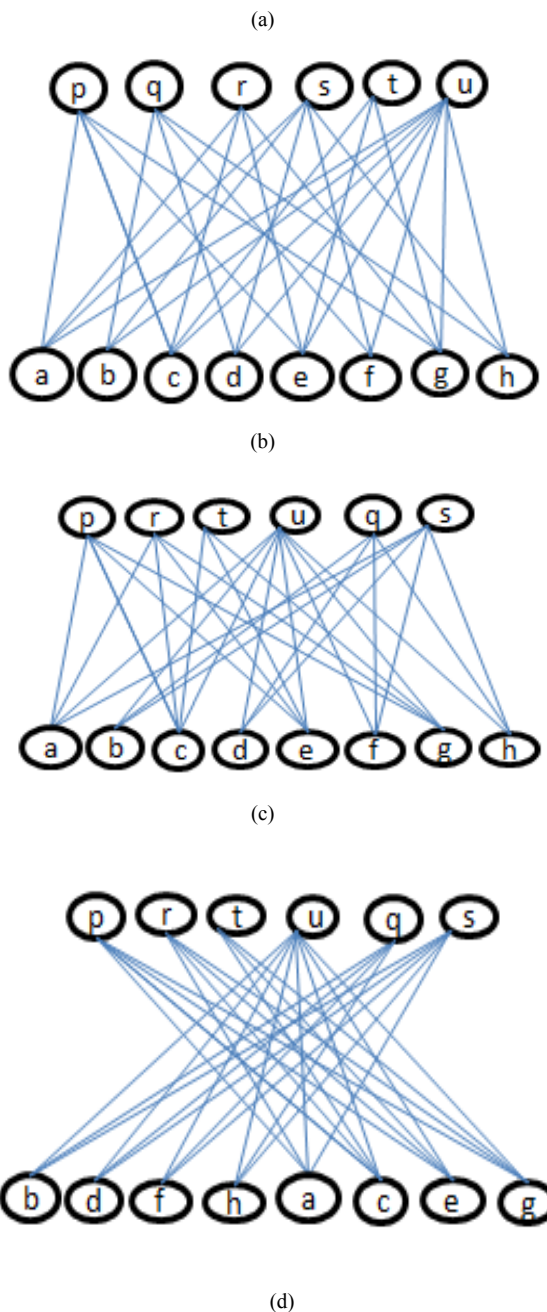 (a)
p q r s t u
a b c d e f g h
(b)
p r t u q s
a b c d e f g h
(c)
p r t u q s
b d f h a c e g
(d)